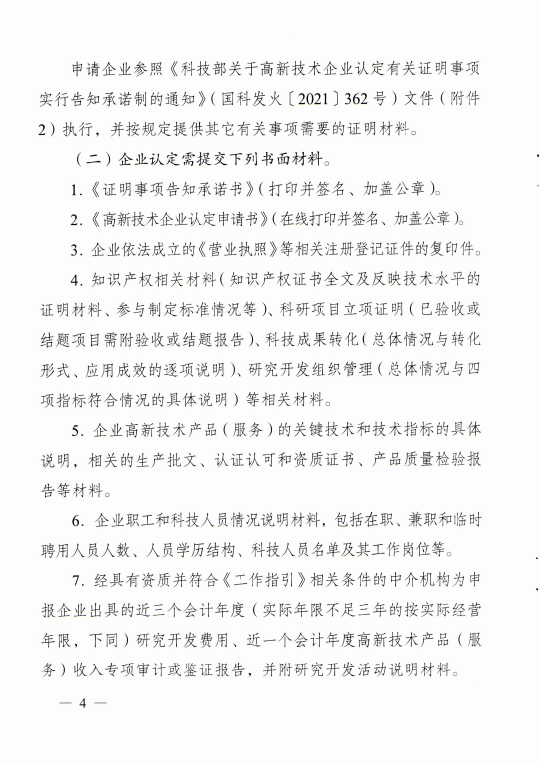 申请企业参照《科技部关于高新技术企业认定有关证明事项
实行告知承诺制的通知》（国科发火〔2021〕362号）文件（附件
2）执行，并按规定提供其它有关事项需要的证明材料。
（二）企业认定需提交下列书面材料。
1.《证明事项告知承诺书》（打印并签名、加盖公章）。
2.《高新技术企业认定申请书》（在线打印并签名、加盖公章）。
3. 企业依法成立的《营业执照》等相关注册登记证件的复印件。
4. 知识产权相关材料（知识产权证书全文及反映技术水平的
证明材料、参与制定标准情况等）、科研项目立项证明（已验收或
结题项目需附验收或结题报告）、科技成果转化（总体情况与转化
形式、应用成效的逐项说明）、研究开发组织管理（总体情况与四
项指标符合情况的具体说明）等相关材料。
5. 企业高新技术产品（服务）的关键技术和技术指标的具体
说明，相关的生产批文、认证认可和资质证书、产品质量检验报
告等材料。
6. 企业职工和科技人员情况说明材料，包括在职、兼职和临时
聘用人员人数、人员学历结构、科技人员名单及其工作岗位等。
7. 经具有资质并符合《工作指引》相关条件的中介机构为申
报企业出具的近三个会计年度（实际年限不足三年的按实际经营
年限，下同）研究开发费用、近一个会计年度高新技术产品（服
务）收入专项审计或鉴证报告，并附研究开发活动说明材料。
— 4 —